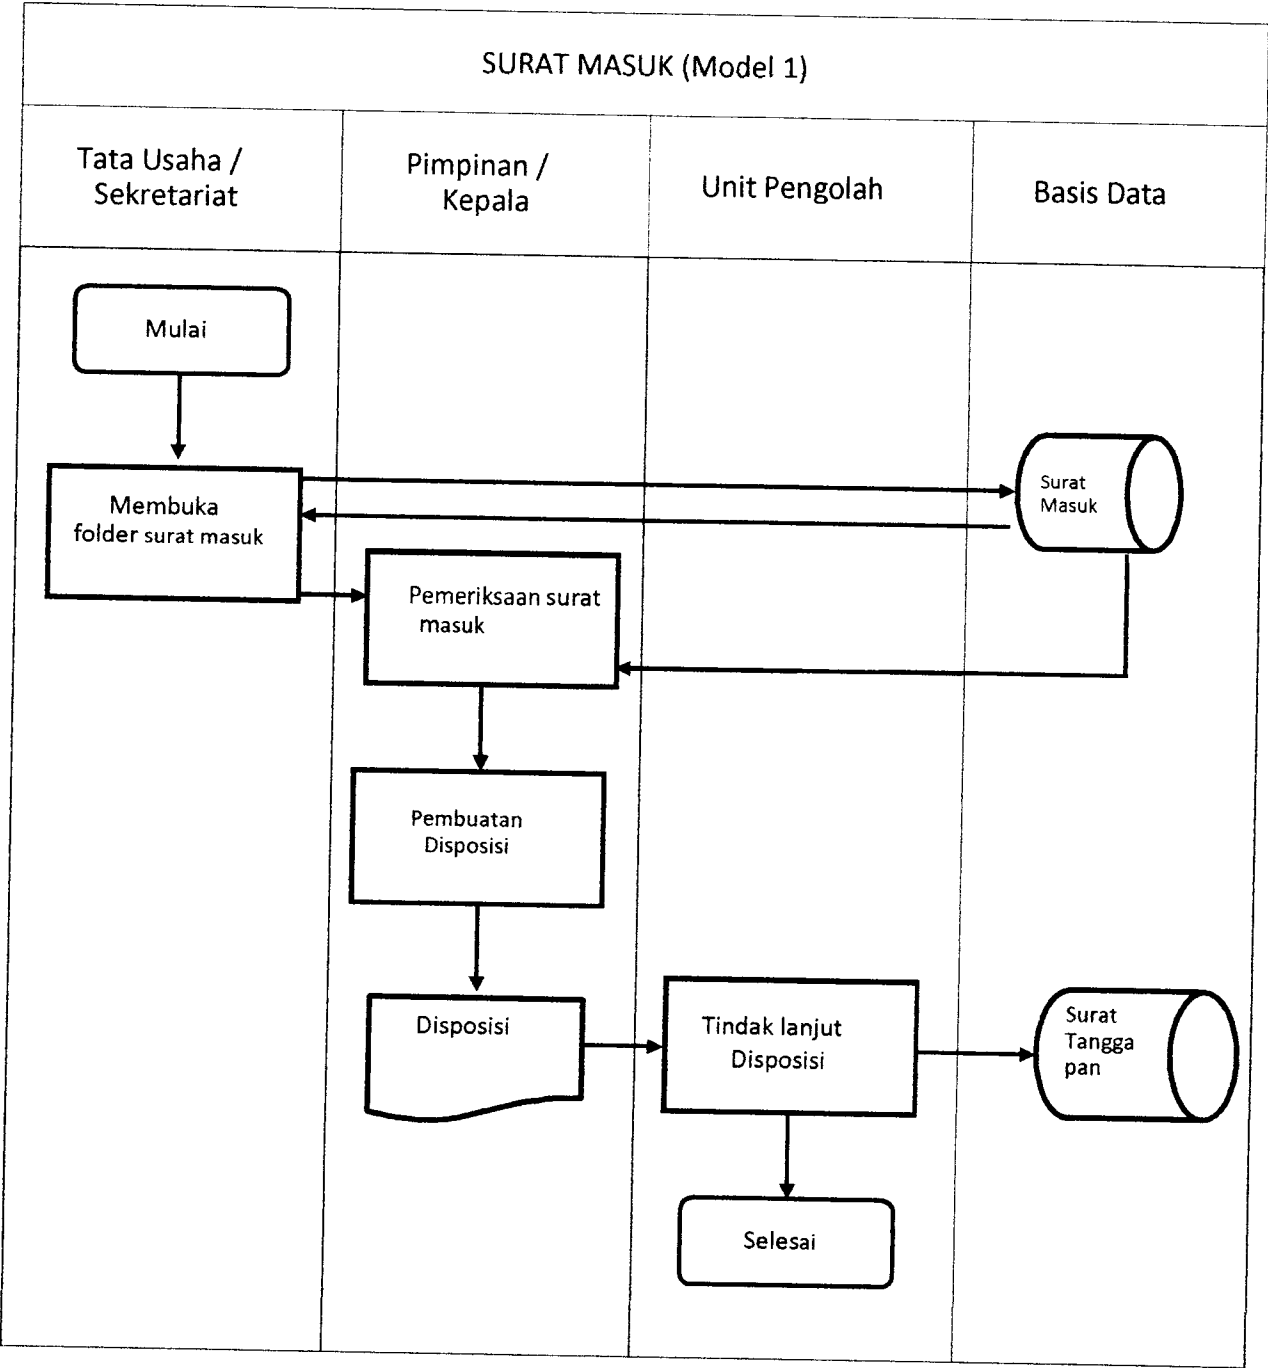 SURAT MASUK (Model 1)
Tata Usaha /
Sekretariat
Pimpinan /
Kepala
Unit Pengolah
Basis Data
Mulai
Membuka
folder surat masuk
Surat
Masuk
Pemeriksaan surat
masuk
Pembuatan
Disposisi
Disposisi
Tindak lanjut
Disposisi
Surat
Tangga
pan
Selesai